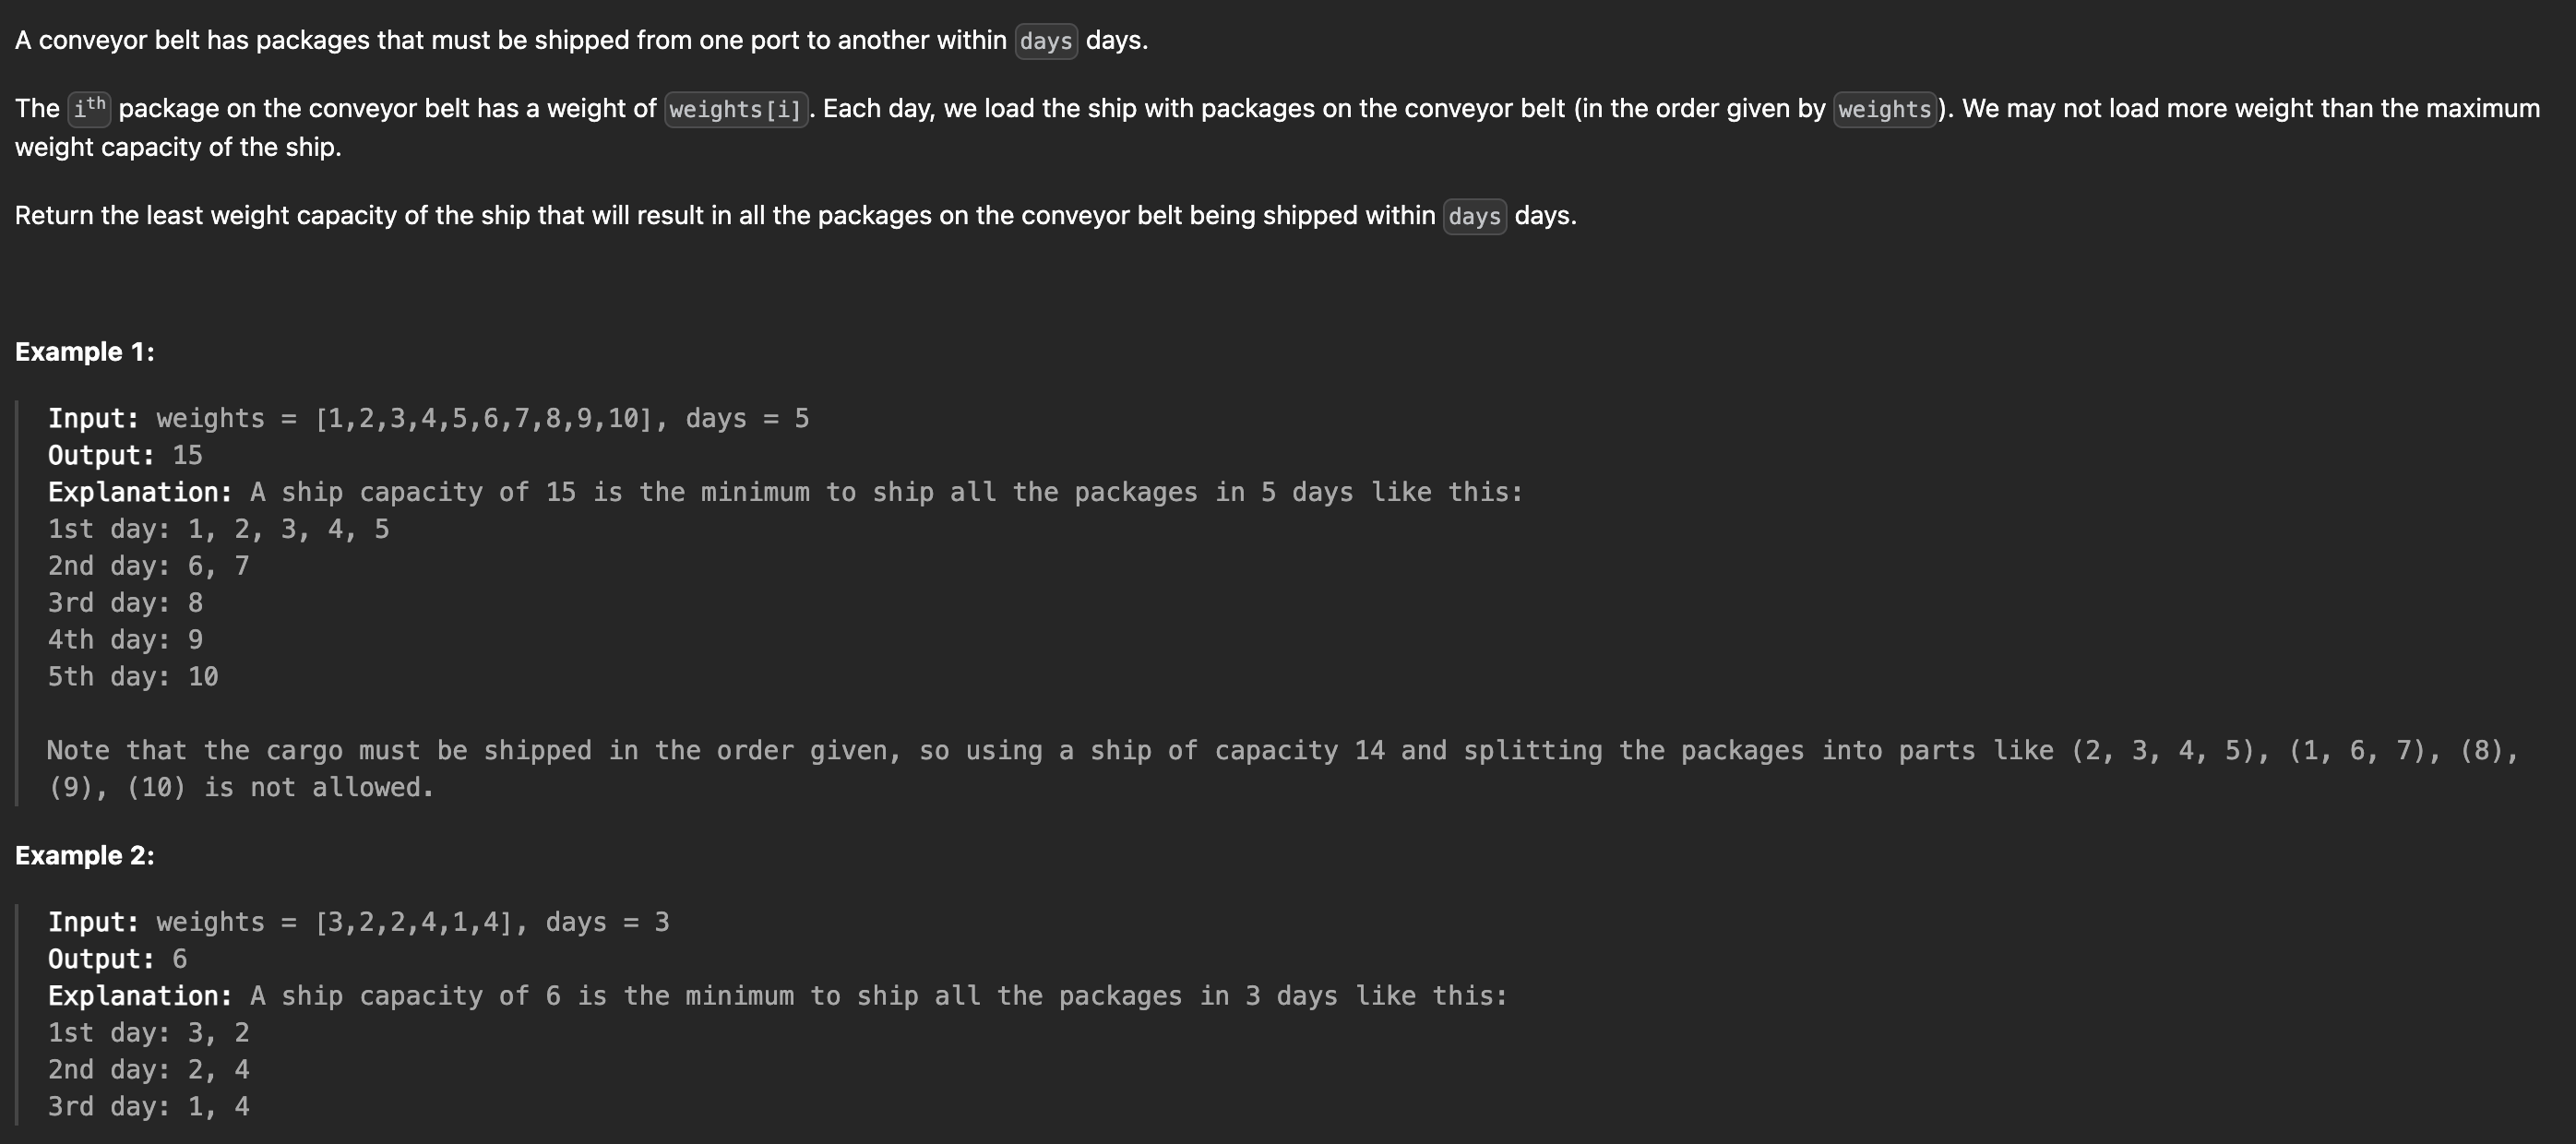 A conveyor belt has packages that must be shipped from one port to another within days days.
The ith package on the conveyor belt has a weight of weights[i]. Each day, we load the ship with packages on the conveyor belt (in the order given by weights). We may not load more weight than the maximum
weight capacity of the ship.
Return the least weight capacity of the ship that will result in all the packages on the conveyor belt being shipped within days days.
Example 1:
Input: weights = [1,2,3,4,5,6,7,8,9,10], days = 5
Output: 15
Explanation: A ship capacity of 15 is the minimum to ship all the packages in 5 days like this:
1st day: 1, 2, 3, 4, 5
2nd day: 6, 7
3rd day: 8
4th day: 9
5th day: 10
Note that the cargo must be shipped in the order given, so using a ship of capacity 14 and splitting the packages into parts like (2, 3, 4, 5), (1, 6, 7), (8),
(9), (10) is not allowed.
Example 2:
Input: weights = [3,2,2,4,1,4], days = 3
Output: 6
Explanation: A ship capacity of 6 is the minimum to ship all the packages in 3 days like this:
1st day: 3, 2
2nd day: 2, 4
3rd day: 1, 4